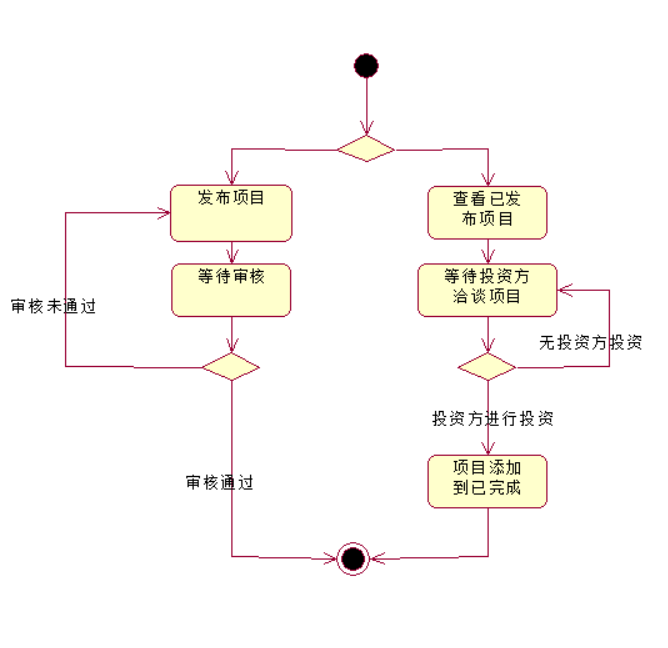 发布项目
查看已发
布项目
等待审核
等待投资方
洽谈项目
审核未通过
无投资方投资
投资方进行投资
项目添加
到已完成
审核通过